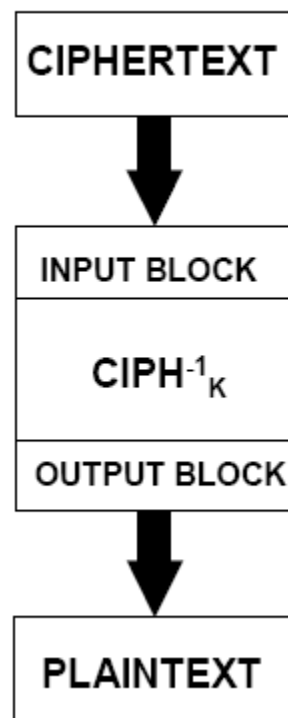 CIPHERTEXT
INPUT BLOCK
CIPH⁻¹K
OUTPUT BLOCK
PLAINTEXT